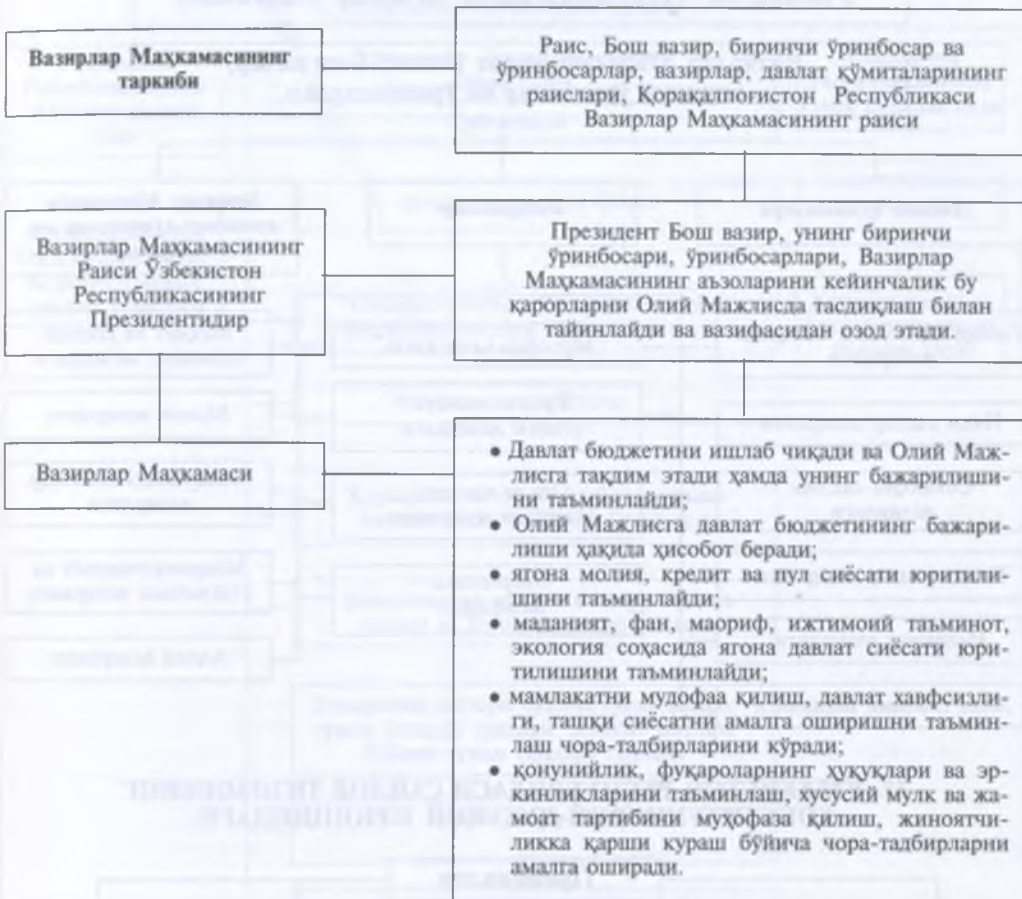 Вазирлар Маҳкамасининг
таркиби
Раис, Бош вазир, биринчи ўринбосар ва
ўринбосарлар, вазирлар, давлат қўмиталарининг
раислари, Қорақалпоғистон Республикаси
Вазирлар Маҳкамасининг раиси
Вазирлар Маҳкамасининг
Раиси Ўзбекистон
Республикасининг
Президентидир
Президент Бош вазир, унинг биринчи
ўринбосари, ўринбосарлари, Вазирлар
Маҳкамасининг аъзоларини кейинчалик бу
қарорларни Олий Мажлисда тасдиқлаш билан
тайинлайди ва вазифасидан озод этади.
Вазирлар Маҳкамаси
● Давлат бюджетини ишлаб чиқади ва Олий Маж-
лисга тақдим этади ҳамда унинг бажарилиши-
ни таъминлайди;
● Олий Мажлисга давлат бюджетининг бажари-
лиши ҳақида ҳисобот беради;
● ягона молия, кредит ва пул сиёсати юритили-
шини таъминлайди;
● маданият, фан, маориф, ижтимоий таъминот,
экология соҳасида ягона давлат сиёсати юри-
тилишини таъминлайди;
● мамлакатни мудофаа қилиш, давлат хавфсизли-
ги, ташқи сиёсатни амалга оширишни таъмин-
лаш чора-тадбирларини кўради;
● қонунийлик, фуқароларнинг ҳуқуқлари ва эр-
кинликларини таъминлаш, хусусий мулк ва жа-
моат тартибини муҳофаза қилиш, жиноятчи-
ликка қарши кураш бўйича чора-тадбирларни
амалга оширади.